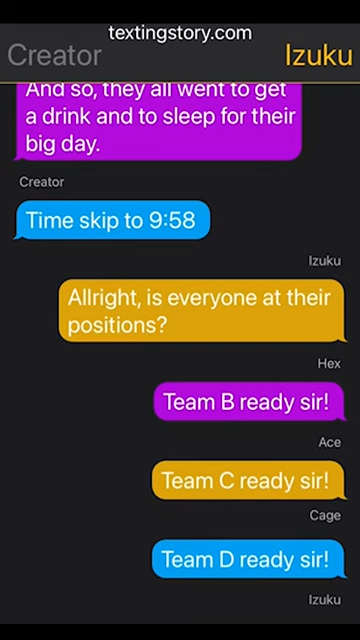 textingstory.com
Creator
Izuku
And so, they all went to get
a drink and to sleep for their
big day.
Creator
Time skip to 9:58
Izuku
Allright, is everyone at their
positions?
Hex
Team B ready sir!
Ace
Team C ready sir!
Cage
Team D ready sir!
Izuku